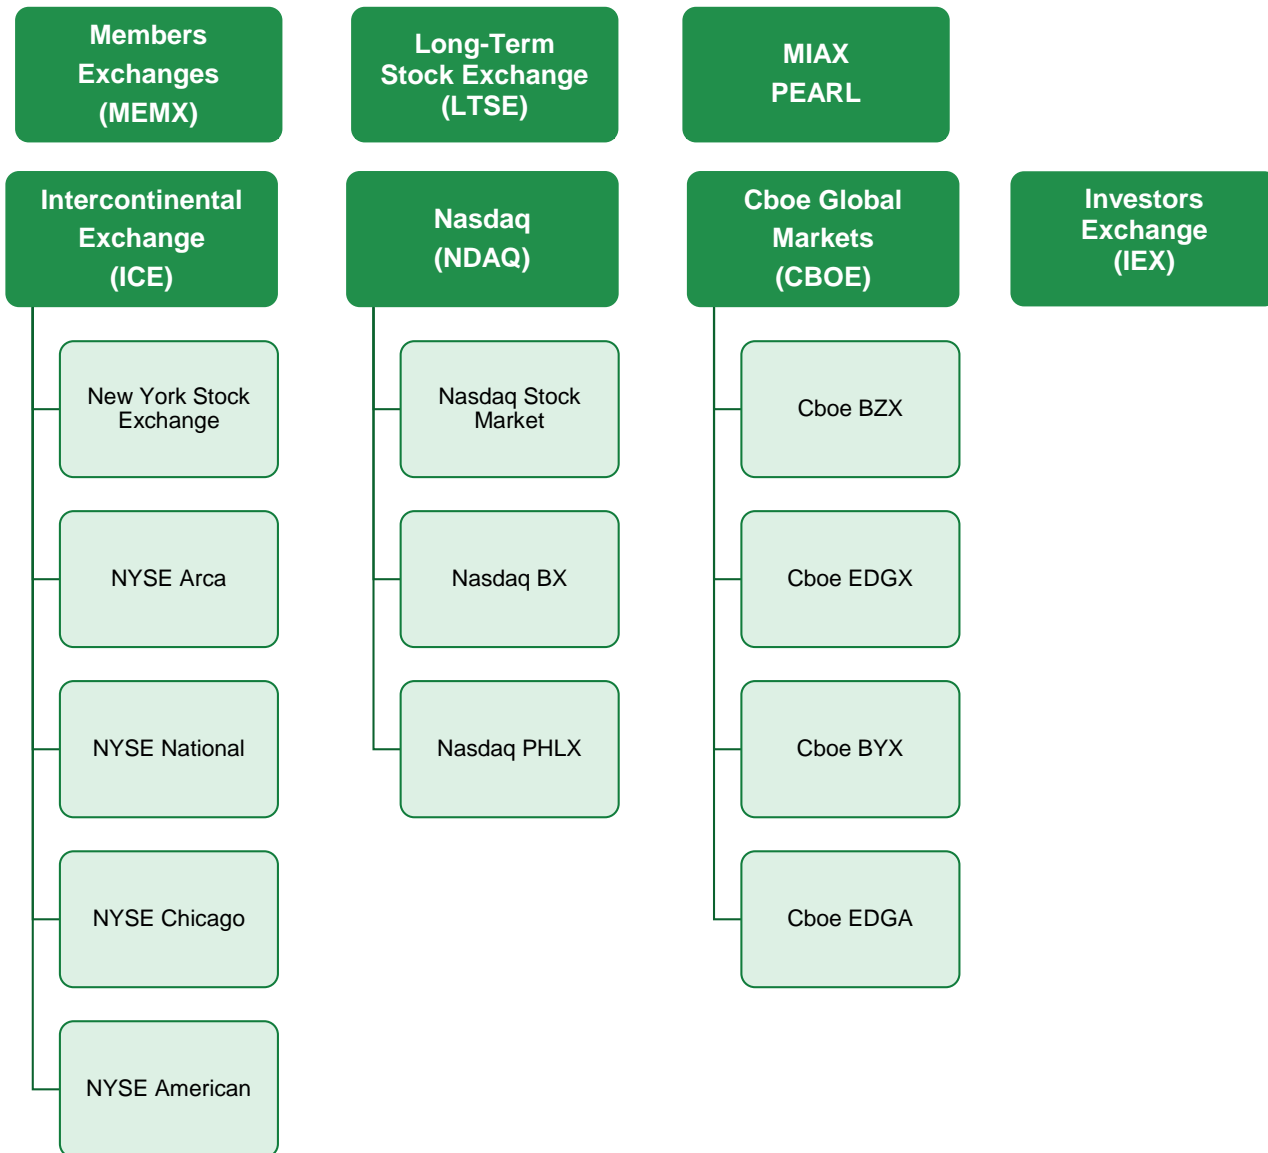 Members
Exchanges
(MEMX)
Long-Term
Stock Exchange
(LTSE)
MIAX
PEARL
Intercontinental
Exchange
(ICE)
Nasdaq
(NDAQ)
Cboe Global
Markets
(CBOE)
Investors
Exchange
(IEX)
New York Stock
Exchange
NYSE Arca
NYSE National
NYSE Chicago
NYSE American
Nasdaq Stock
Market
Nasdaq BX
Nasdaq PHLX
Cboe BZX
Cboe EDGX
Cboe BYX
Cboe EDGA